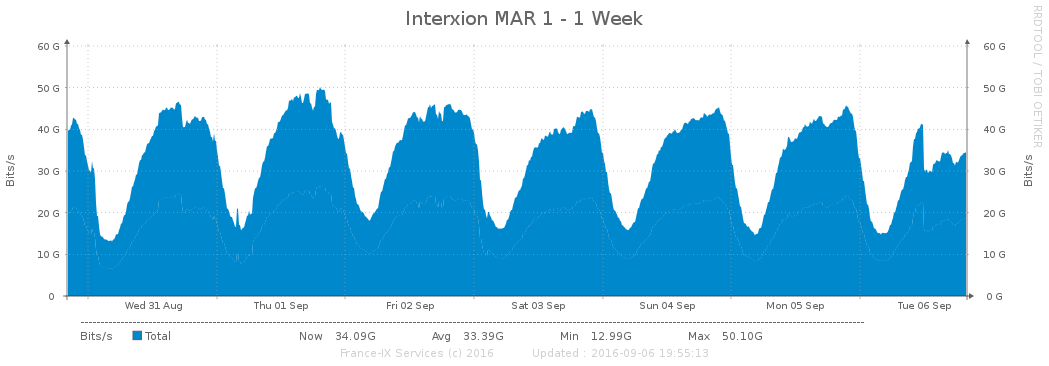 Interxion MAR 1 - 1 Week
RRDTOOL / TOBI OETIKER
Bits/s
60 G 60 G
50 G 50 G
40 G 40 G
30 G 30 G
20 G 20 G
10 G 10 G
0 0 G
Bits/s
Wed 31 Aug Thu 01 Sep Fri 02 Sep Sat 03 Sep Sun 04 Sep Mon 05 Sep Tue 06 Sep
Bits/s Total Now 34.09G Avg 33.39G Min 12.99G Max 50.10G
France-IX Services (c) 2016 Updated : 2016-09-06 19:55:13